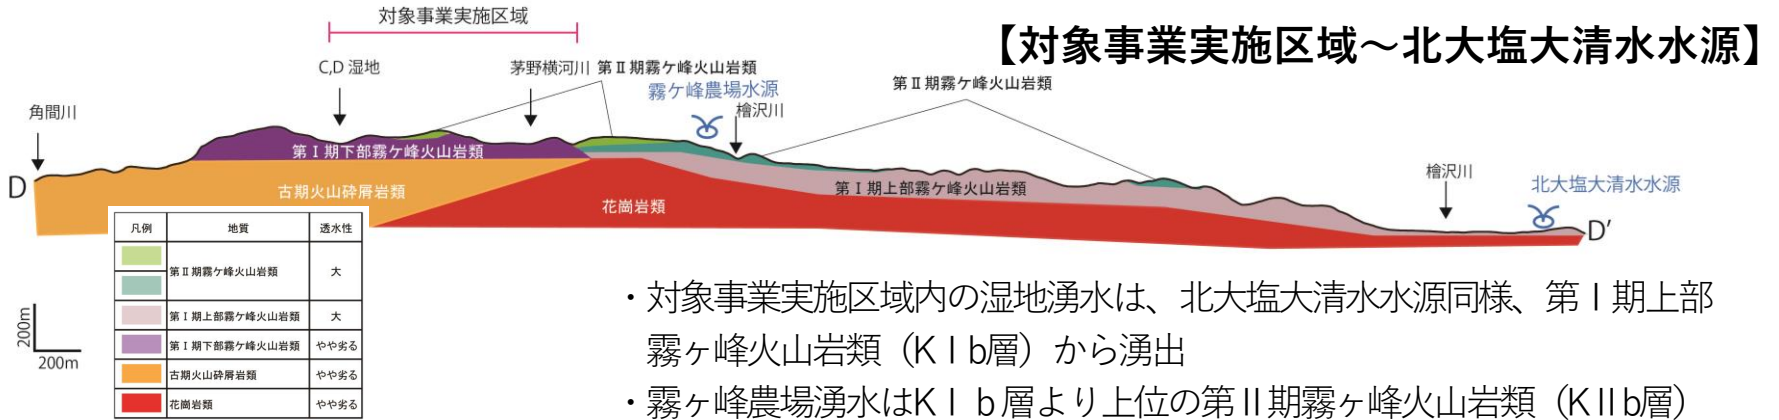 対象事業実施区域
【対象事業実施区域～北大塩大清水水源】
C,D 湿地
茅野横河川
第Ⅱ期霧ケ峰火山岩類
霧ケ峰農場水源
檜沢川
第Ⅱ期霧ケ峰火山岩類
角間川
第Ⅰ期下部霧ケ峰火山岩類
D
古期火山砕屑岩類
花崗岩類
第Ⅰ期上部霧ケ峰火山岩類
檜沢川
北大塩大清水水源
D’
凡例 地質 透水性
第Ⅱ期霧ケ峰火山岩類 大
第Ⅰ期上部霧ケ峰火山岩類 大
第Ⅰ期下部霧ケ峰火山岩類 やや劣る
古期火山砕屑岩類 やや劣る
花崗岩類 やや劣る
200m
200m
・対象事業実施区域内の湿地湧水は、北大塩大清水水源同様、第Ⅰ期上部
霧ヶ峰火山岩類（KⅠb層）から湧出
・霧ヶ峰農場湧水はKⅠb層より上位の第Ⅱ期霧ヶ峰火山岩類（KⅡb層）